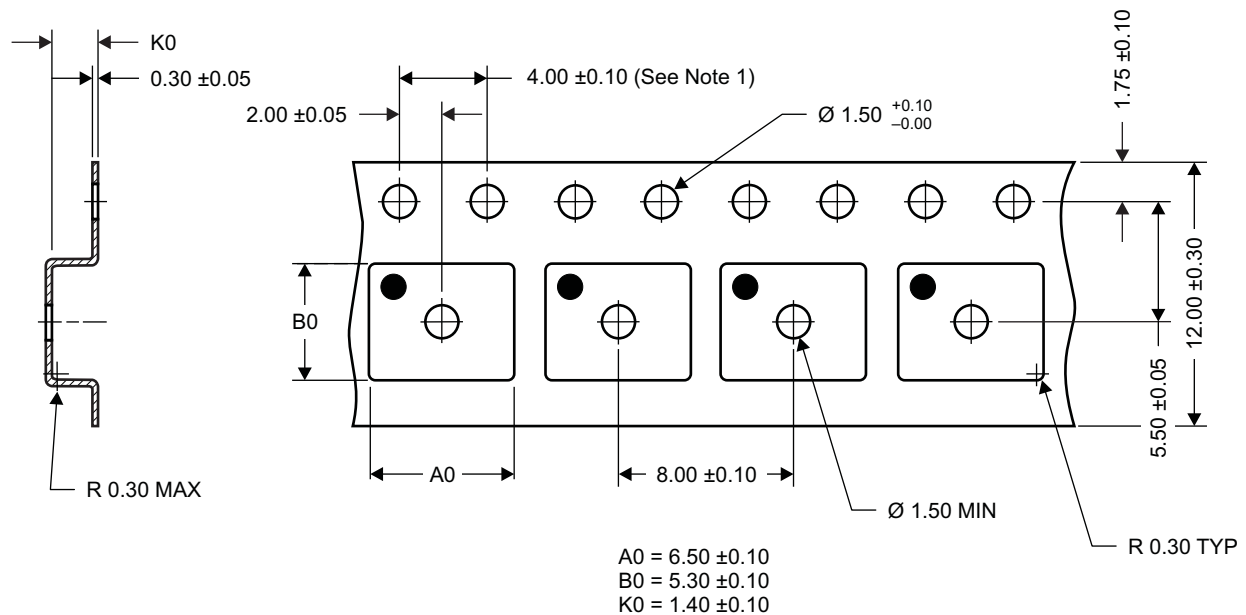 K0
0.30 ±0.05
4.00 ±0.10 (See Note 1)
2.00 ±0.05
Ø 1.50 +0.10 –0.00
1.75 ±0.10
B0
12.00 ±0.30
5.50 ±0.05
A0
8.00 ±0.10
R 0.30 MAX
Ø 1.50 MIN
R 0.30 TYP
A0 = 6.50 ±0.10
B0 = 5.30 ±0.10
K0 = 1.40 ±0.10